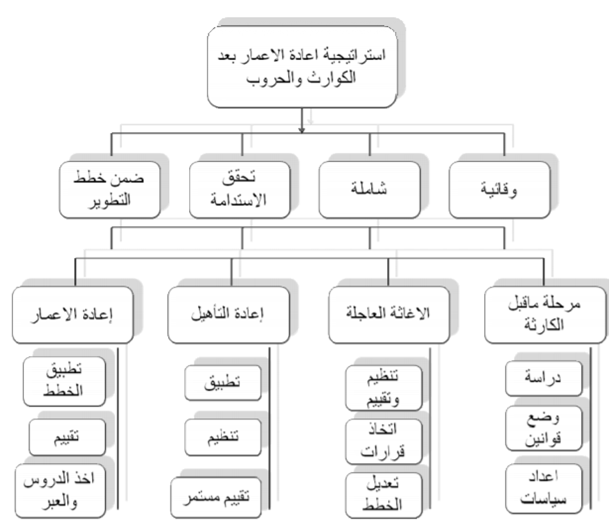 استراتيجية اعادة الاعمار بعد
الكوارث والحروب
وقائية
شاملة
تحقق
الاستدامة
ضمن خطط
التطوير
مرحلة ماقبل
الكارثة
الاغاثة العاجلة
إعادة التأهيل
إعادة الاعمار
دراسة
وضع
قوانين
اعداد
سياسات
تنظيم
وتقييم
اتخاذ
قرارات
تعديل
الخطط
تطبيق
تنظيم
تقييم مستمر
تطبيق
الخطط
تقييم
اخذ الدروس
والعبر